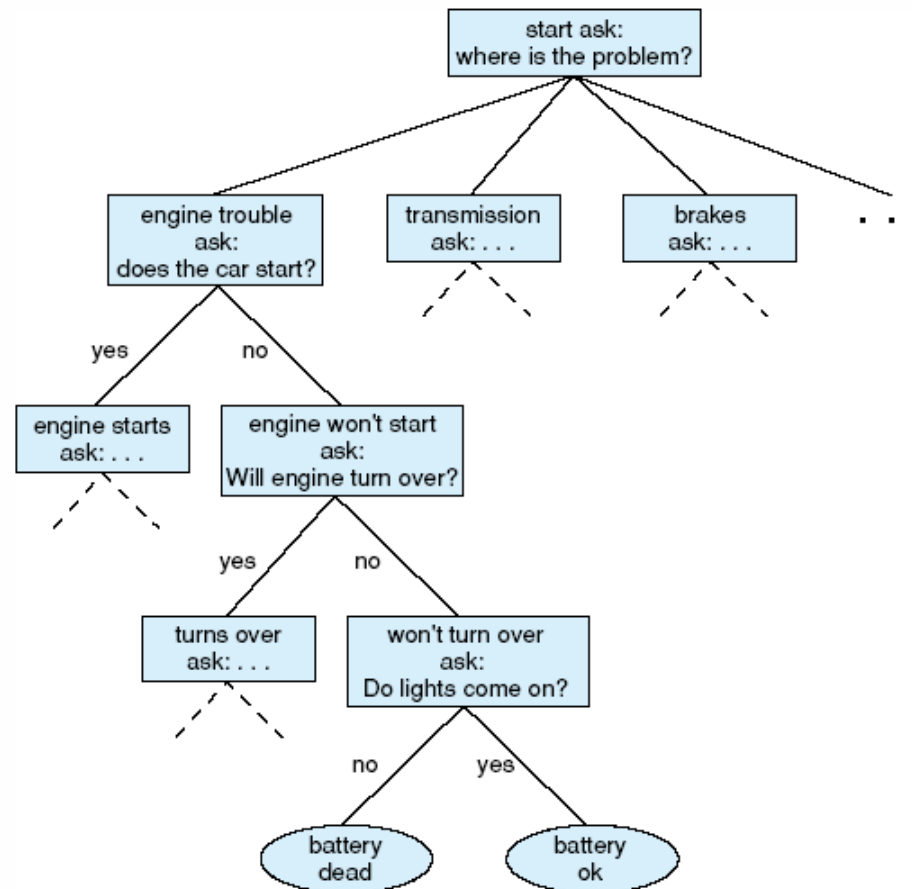 start ask:
where is the problem?
engine trouble
ask:
does the car start?
transmission
ask: . . .
brakes
ask: . . .
. .
yes
no
engine starts
ask: . . .
engine won't start
ask:
Will engine turn over?
yes
no
turns over
ask: . . .
won't turn over
ask:
Do lights come on?
no
yes
battery
dead
battery
ok